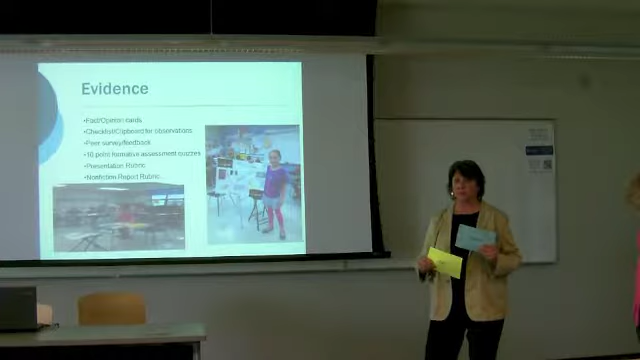 Evidence
•Fact/Opinion cards
•Checklist/Clipboard for observations
•Peer survey/feedback
•10 point formative assessment quizzes
•Presentation Rubric
•Nonfiction Report Rubric